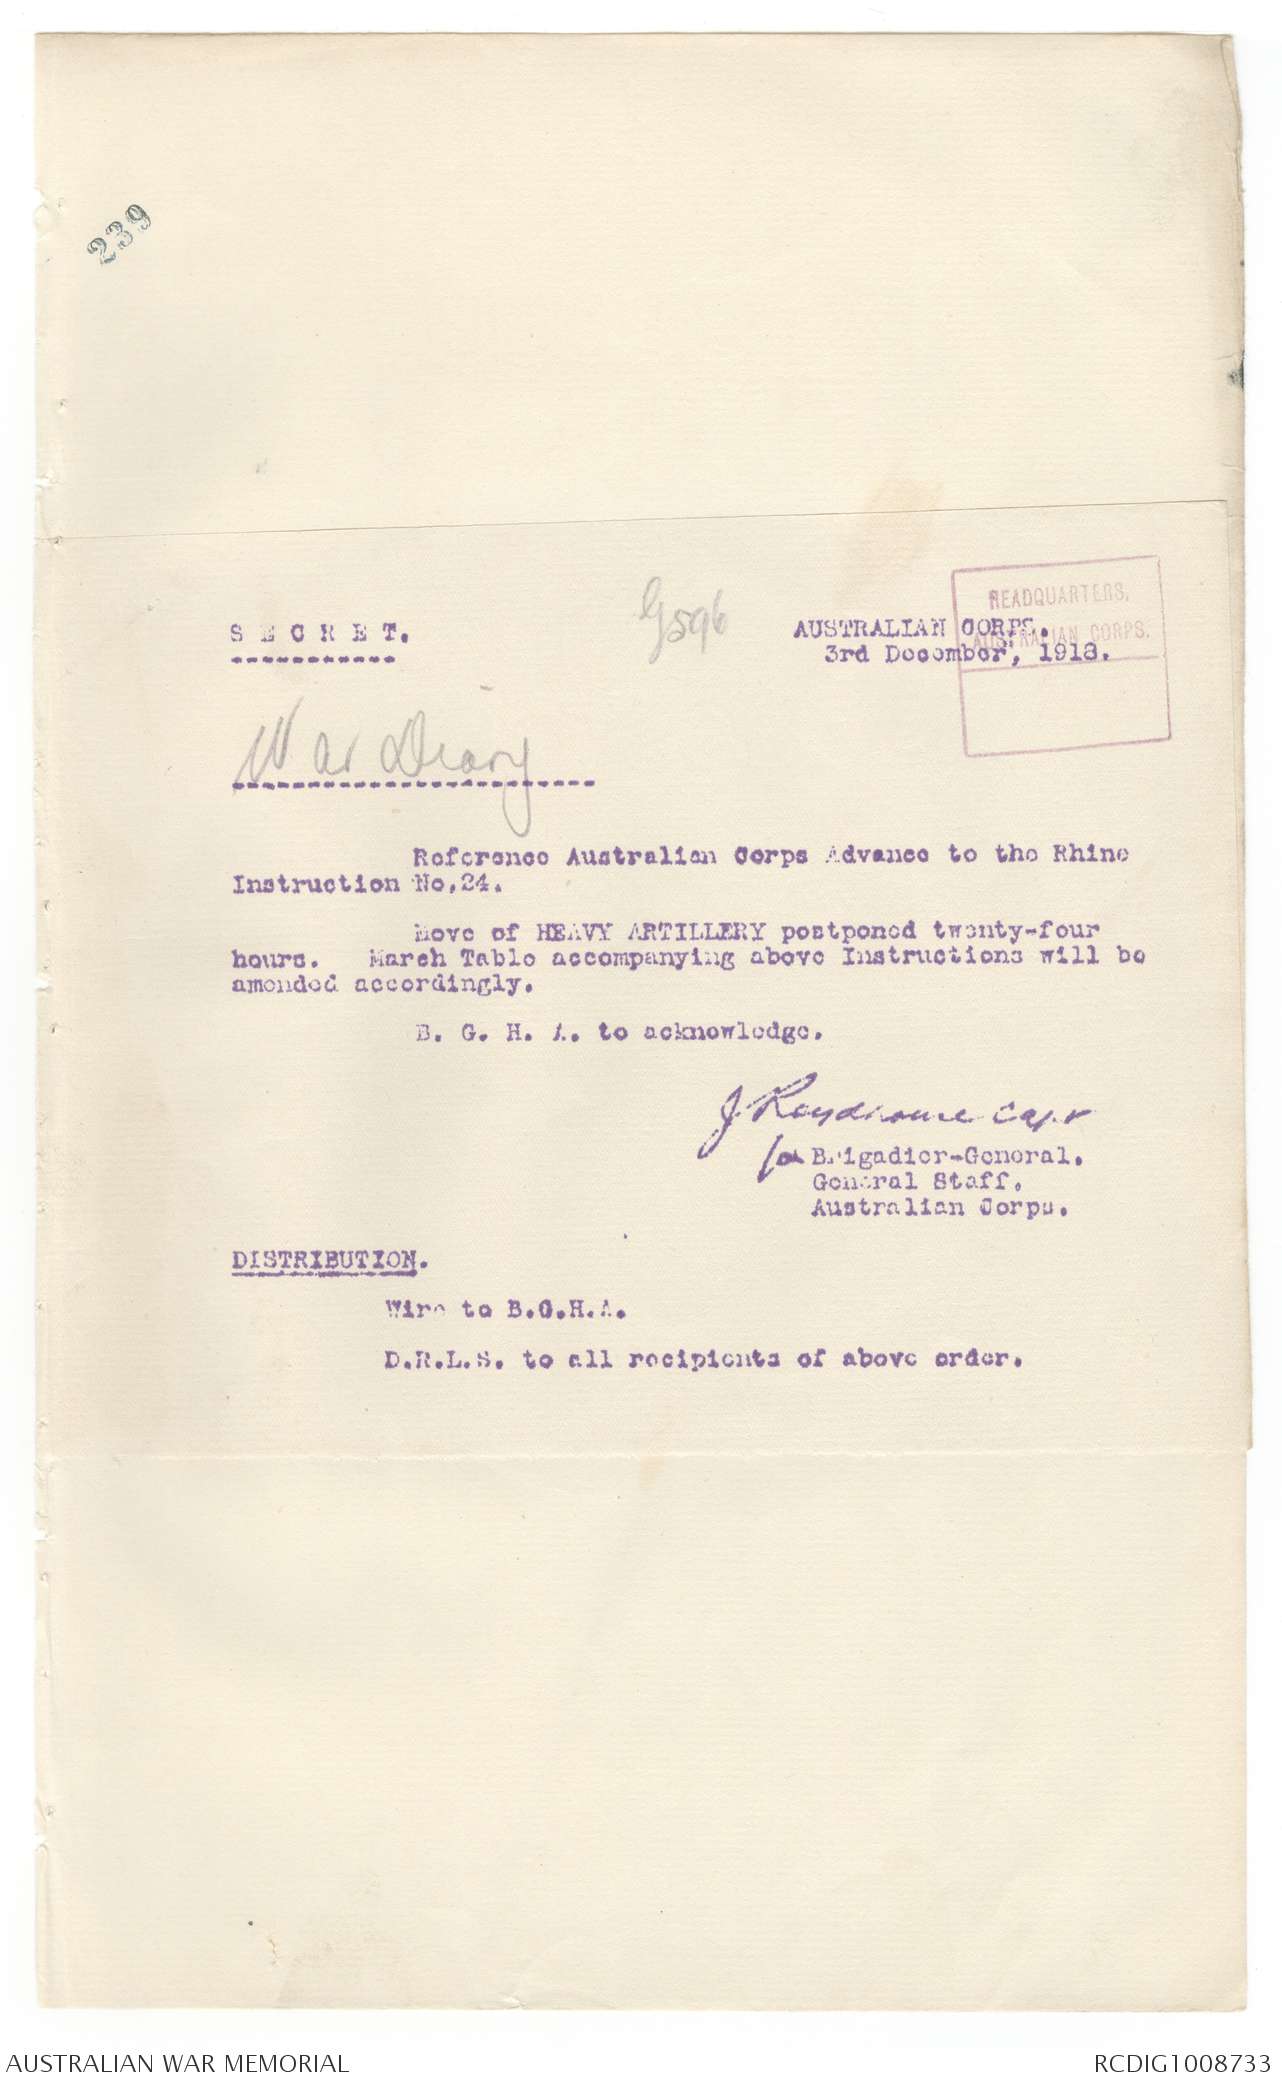 239
S E C R E T.
G596
HEADQUARTERS,
AUSTRALIAN CORPS.
AUSTRALIAN CORPS.
3rd December, 1918.
War Diary
Reference Australian Corps Advance to the Rhine
Instruction No.24.
Move of HEAVY ARTILLERY postponed twenty-four
hours. March Table accompanying above Instructions will be
amended accordingly.
B. G. H. A. to acknowledge.
J Roydhouse Capt
for Brigadier-General.
General Staff.
Australian Corps.
DISTRIBUTION.
Wire to B.G.H.A.
D.R.L.S. to all recipients of above order.
AUSTRALIAN WAR MEMORIAL
RCDIG1008733